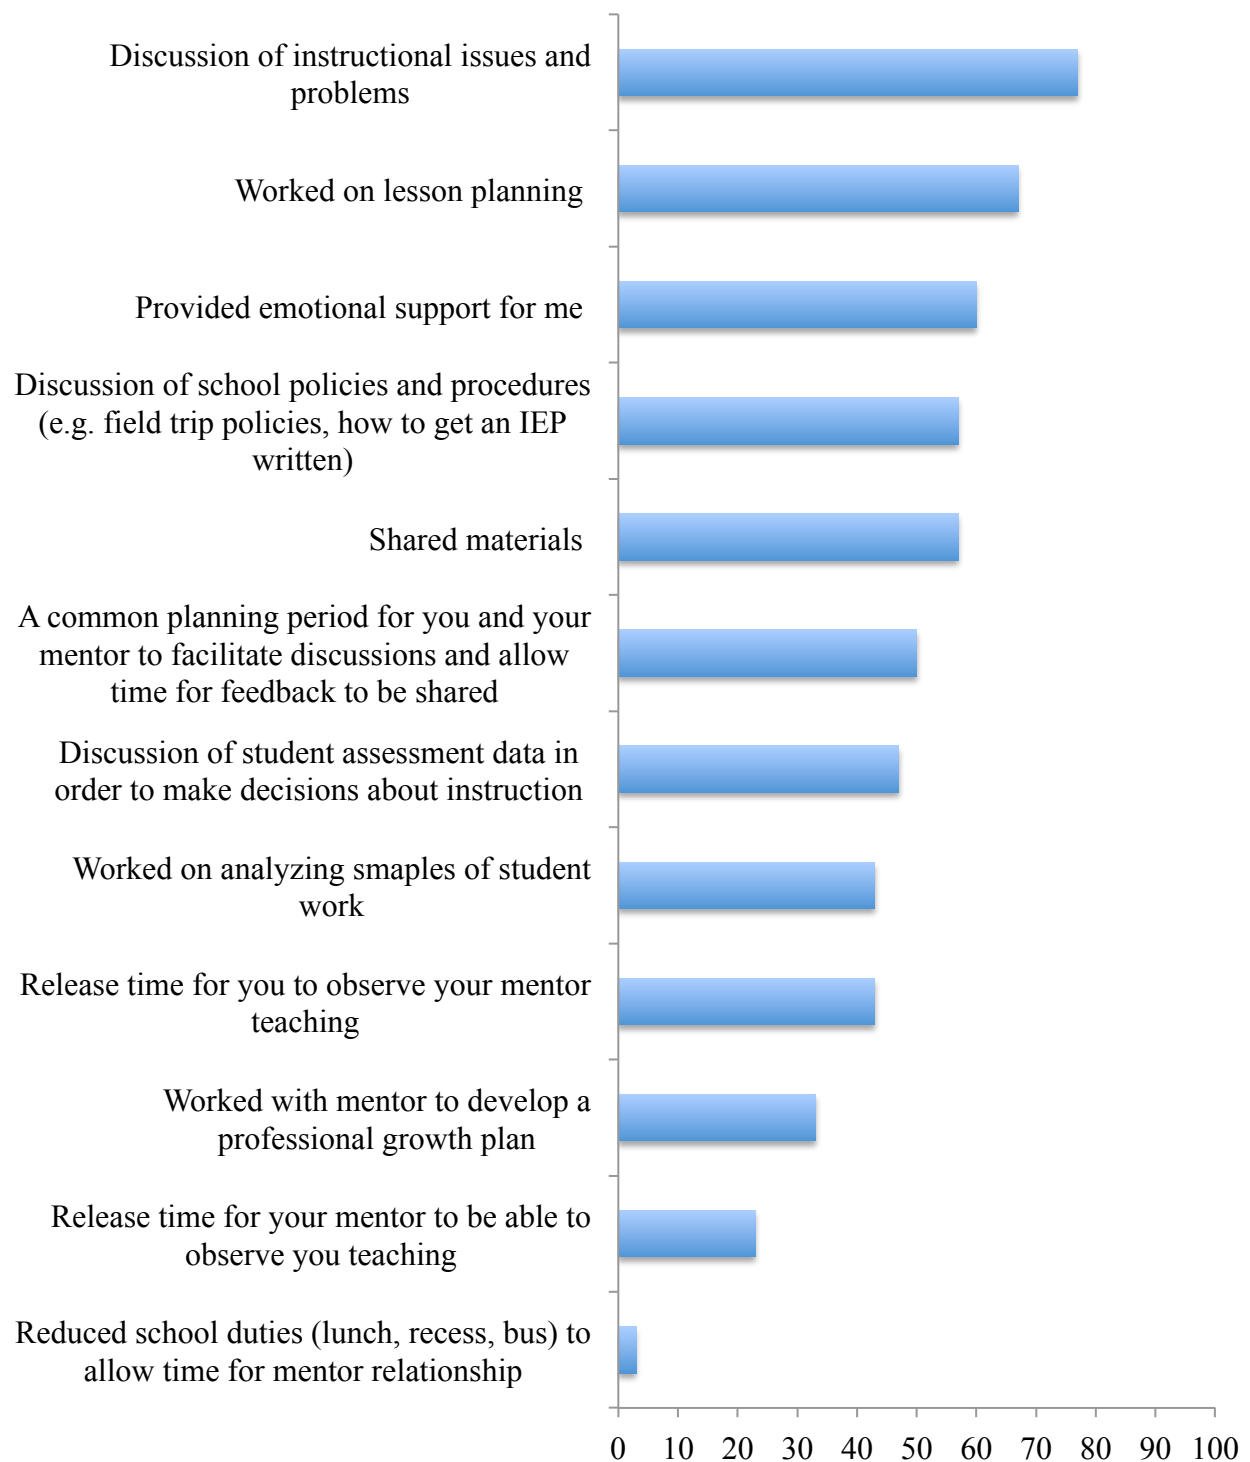 Discussion of instructional issues and
problems
Worked on lesson planning
Provided emotional support for me
Discussion of school policies and procedures
(e.g. field trip policies, how to get an IEP
written)
Shared materials
A common planning period for you and your
mentor to facilitate discussions and allow
time for feedback to be shared
Discussion of student assessment data in
order to make decisions about instruction
Worked on analyzing smaples of student
work
Release time for you to observe your mentor
teaching
Worked with mentor to develop a
professional growth plan
Release time for your mentor to be able to
observe you teaching
Reduced school duties (lunch, recess, bus) to
allow time for mentor relationship
0 10 20 30 40 50 60 70 80 90 100